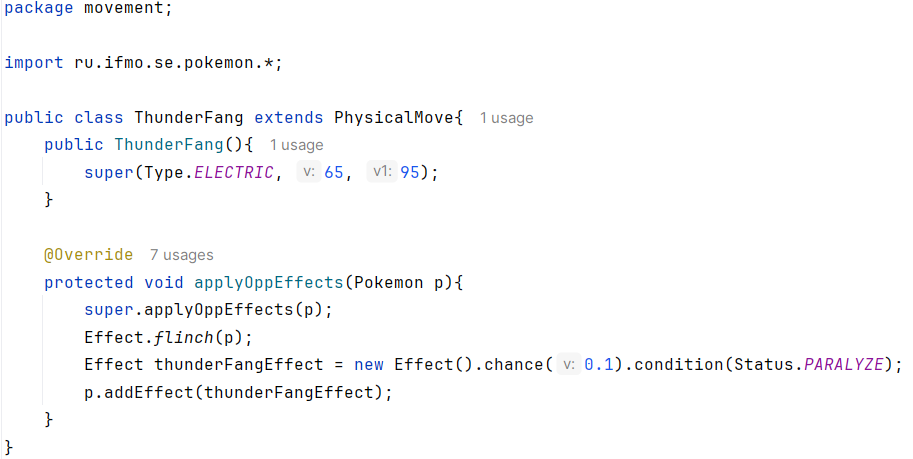 package movement;
import ru.ifmo.se.pokemon.*;
public class ThunderFang extends PhysicalMove{ 1 usage
public ThunderFang(){ 1 usage
super(Type.ELECTRIC, v: 65, v1: 95);
}
@Override 7 usages
protected void applyOppEffects(Pokemon p){
super.applyOppEffects(p);
Effect.flinch(p);
Effect thunderFangEffect = new Effect().chance( v: 0.1).condition(Status.PARALYZE);
p.addEffect(thunderFangEffect);
}
}